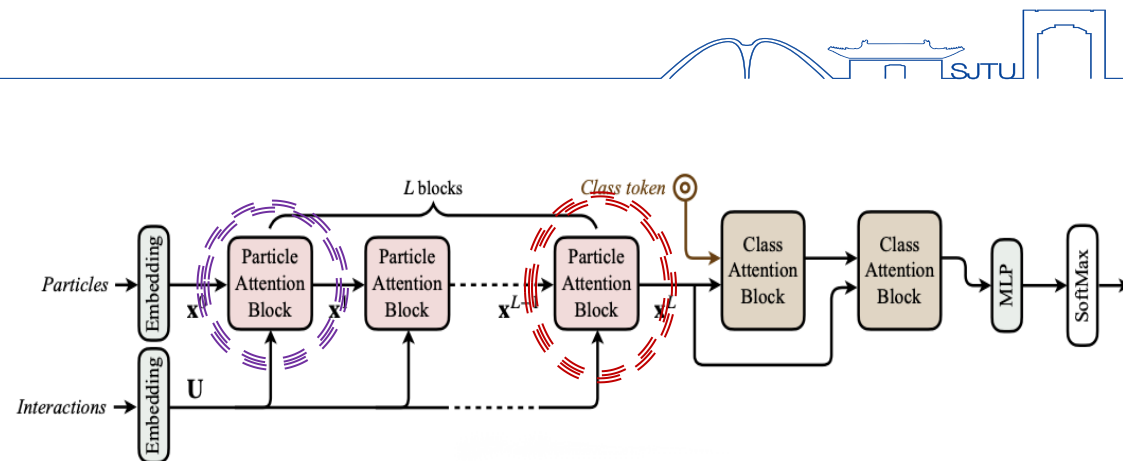 SJTU
L blocks
Class token
Particles
Embedding
x
Particle
Attention
Block
x
Particle
Attention
Block
x^{L-1}
Particle
Attention
Block
x^L
Class
Attention
Block
Class
Attention
Block
MLP
SoftMax
Interactions
Embedding
U